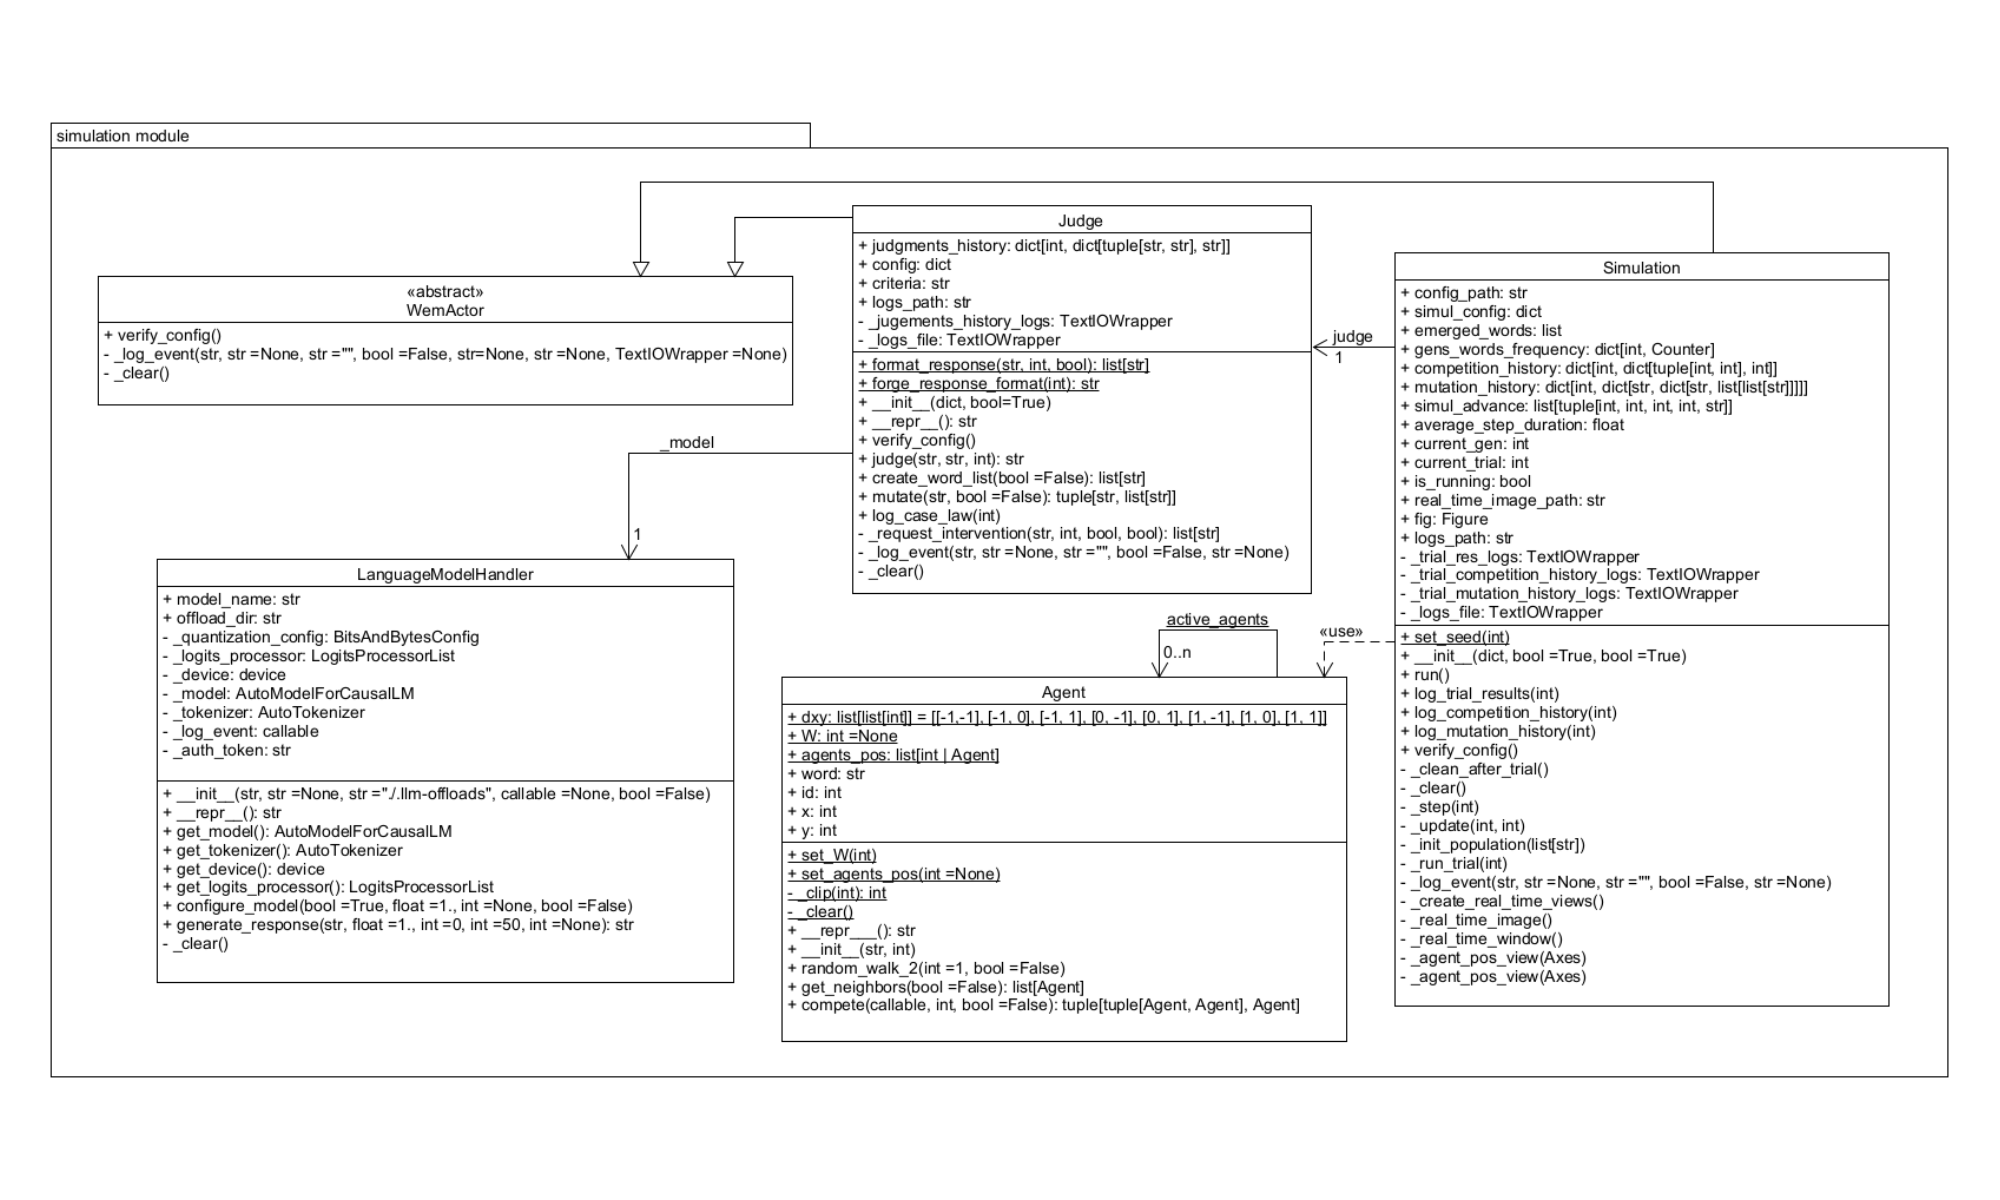 simulation module
«abstract»
WemActor
+ verify_config()
- _log_event(str, str =None, str ="", bool =False, str=None, str =None, TextIOWrapper =None)
- _clear()
Judge
+ judgments_history: dict[int, dict[tuple[str, str], str]]
+ config: dict
+ criteria: str
+ logs_path: str
- _jugements_history_logs: TextIOWrapper
- _logs_file: TextIOWrapper
+ format_response(str, int, bool): list[str]
+ forge_response_format(int): str
+ __init__(dict, bool=True)
+ __repr__(): str
+ verify_config()
+ judge(str, str, int): str
+ create_word_list(bool =False): list[str]
+ mutate(str, bool =False): tuple[str, list[str]]
+ log_case_law(int)
- _request_intervention(str, int, bool, bool): list[str]
- _log_event(str, str =None, str ="", bool =False, str =None)
- _clear()
judge
1
Simulation
+ config_path: str
+ simul_config: dict
+ emerged_words: list
+ gens_words_frequency: dict[int, Counter]
+ competition_history: dict[int, dict[tuple[int, int], int]]
+ mutation_history: dict[int, dict[str, dict[str, list[list[str]]]]]
+ simul_advance: list[tuple[int, int, int, int, str]]
+ average_step_duration: float
+ current_gen: int
+ current_trial: int
+ is_running: bool
+ real_time_image_path: str
+ fig: Figure
+ logs_path: str
- _trial_res_logs: TextIOWrapper
- _trial_competition_history_logs: TextIOWrapper
- _trial_mutation_history_logs: TextIOWrapper
- _logs_file: TextIOWrapper
+ set_seed(int)
+ __init__(dict, bool =True, bool =True)
+ run()
+ log_trial_results(int)
+ log_competition_history(int)
+ log_mutation_history(int)
+ verify_config()
- _clean_after_trial()
- _clear()
- _step(int)
- _update(int, int)
- _init_population(list[str])
- _run_trial(int)
- _log_event(str, str =None, str ="", bool =False, str =None)
- _create_real_time_views()
- _real_time_image()
- _real_time_window()
- _agent_pos_view(Axes)
- _agent_pos_view(Axes)
_model
1
LanguageModelHandler
+ model_name: str
+ offload_dir: str
- _quantization_config: BitsAndBytesConfig
- _logits_processor: LogitsProcessorList
- _device: device
- _model: AutoModelForCausalLM
- _tokenizer: AutoTokenizer
- _log_event: callable
- _auth_token: str
+ __init__(str, str =None, str ="./.llm-offloads", callable =None, bool =False)
+ __repr__(): str
+ get_model(): AutoModelForCausalLM
+ get_tokenizer(): AutoTokenizer
+ get_device(): device
+ get_logits_processor(): LogitsProcessorList
+ configure_model(bool =True, float =1., int =None, bool =False)
+ generate_response(str, float =1., int =0, int =50, int =None): str
- _clear()
active_agents
0..n
«use»
Agent
+ dxy: list[list[int]] = [[-1,-1], [-1, 0], [-1, 1], [0, -1], [0, 1], [1, -1], [1, 0], [1, 1]]
+ W: int =None
+ agents_pos: list[int | Agent]
+ word: str
+ id: int
+ x: int
+ y: int
+ set_W(int)
+ set_agents_pos(int =None)
- _clip(int): int
- _clear()
+ __repr___(): str
+ __init__(str, int)
+ random_walk_2(int =1, bool =False)
+ get_neighbors(bool =False): list[Agent]
+ compete(callable, int, bool =False): tuple[tuple[Agent, Agent], Agent]